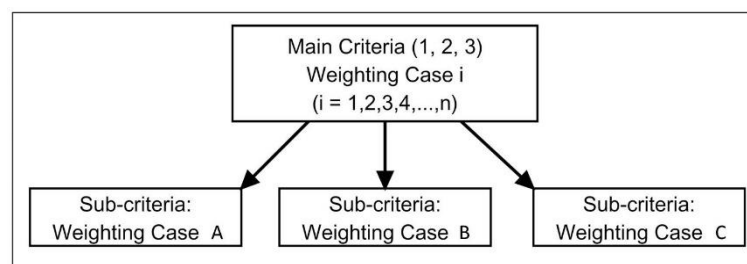 Main Criteria (1, 2, 3)
Weighting Case i
(i = 1,2,3,4,...,n)
Sub-criteria:
Weighting Case A
Sub-criteria:
Weighting Case B
Sub-criteria:
Weighting Case C